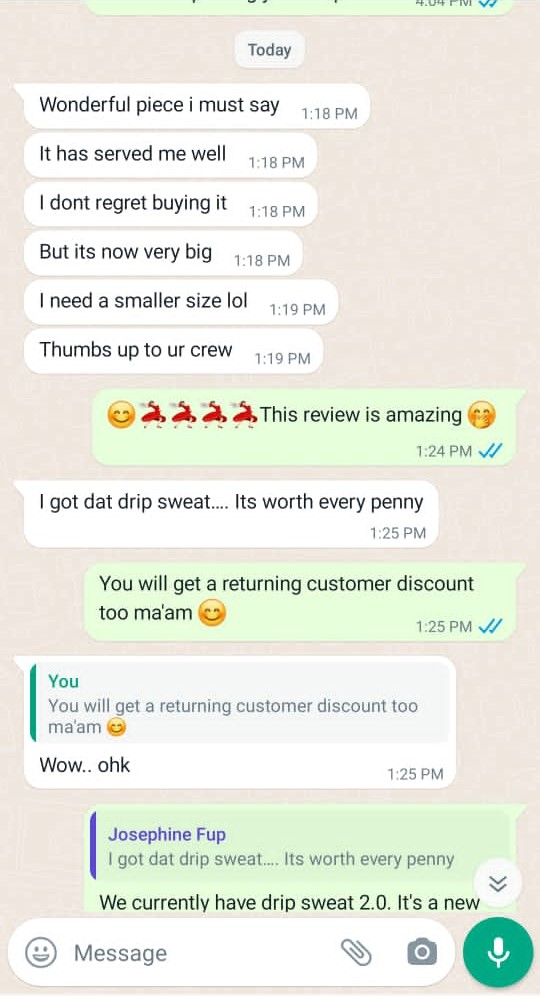 4:04 PM
Today
Wonderful piece i must say 1:18 PM
It has served me well 1:18 PM
I dont regret buying it 1:18 PM
But its now very big 1:18 PM
I need a smaller size lol 1:19 PM
Thumbs up to ur crew 1:19 PM
😊💃💃💃💃This review is amazing 🤭
1:24 PM
I got dat drip sweat.... Its worth every penny
1:25 PM
You will get a returning customer discount
too ma'am 😊
1:25 PM
You
You will get a returning customer discount too
ma'am 😊
Wow.. ohk
1:25 PM
Josephine Fup
I got dat drip sweat.... Its worth every penny
We currently have drip sweat 2.0. It's a new
Message